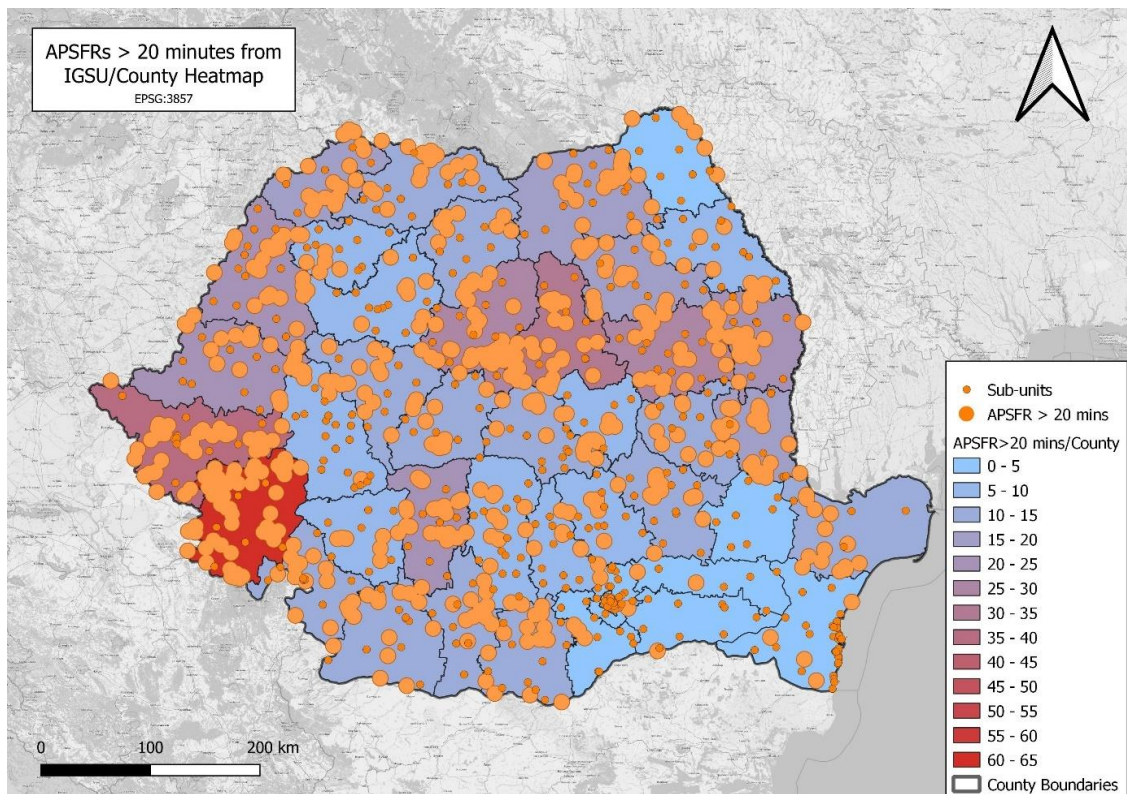 APSFRs > 20 minutes from
IGSU/County Heatmap
EPSG:3857
Sub-units
APSFR > 20 mins
APSFR>20 mins/County
0 - 5
5 - 10
10 - 15
15 - 20
20 - 25
25 - 30
30 - 35
35 - 40
40 - 45
45 - 50
50 - 55
55 - 60
60 - 65
County Boundaries
0 100 200 km